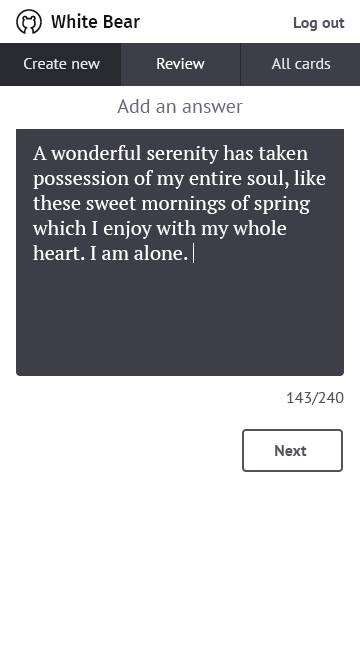 White Bear
Log out
Create new
Review
All cards
Add an answer
A wonderful serenity has taken
possession of my entire soul, like
these sweet mornings of spring
which I enjoy with my whole
heart. I am alone.
143/240
Next